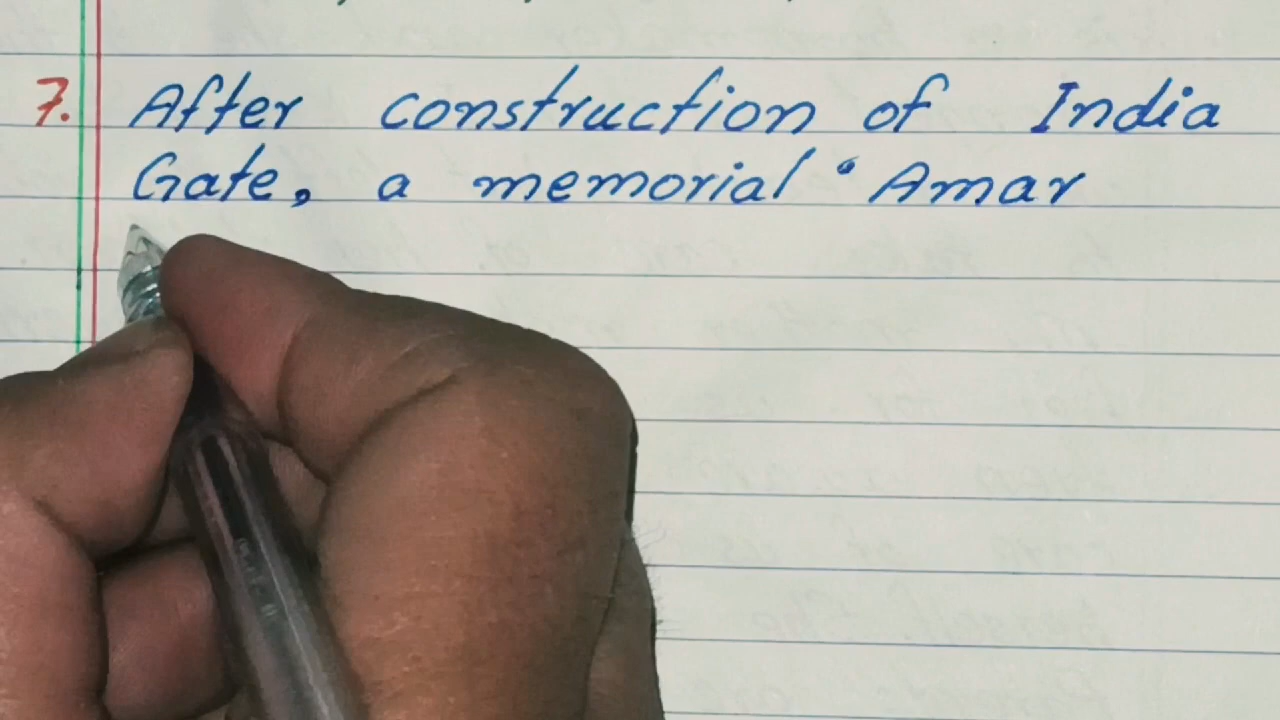 7. After construction of India
Gate, a memorial ‘Amar